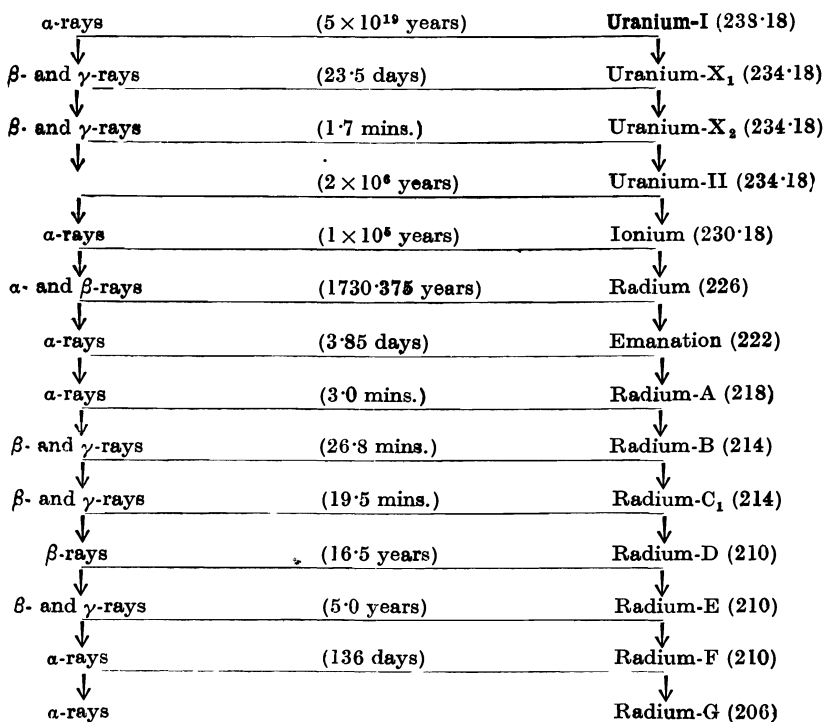 α-rays (5 × 10¹⁹ years) Uranium-I (238·18)
β- and γ-rays (23·5 days) Uranium-X₁ (234·18)
β- and γ-rays (1·7 mins.) Uranium-X₂ (234·18)
(2 × 10⁶ years) Uranium-II (234·18)
α-rays (1 × 10⁵ years) Ionium (230·18)
α- and β-rays (1730·375 years) Radium (226)
α-rays (3·85 days) Emanation (222)
α-rays (3·0 mins.) Radium-A (218)
β- and γ-rays (26·8 mins.) Radium-B (214)
β- and γ-rays (19·5 mins.) Radium-C₁ (214)
β-rays (16·5 years) Radium-D (210)
β- and γ-rays (5·0 years) Radium-E (210)
α-rays (136 days) Radium-F (210)
α-rays Radium-G (206)